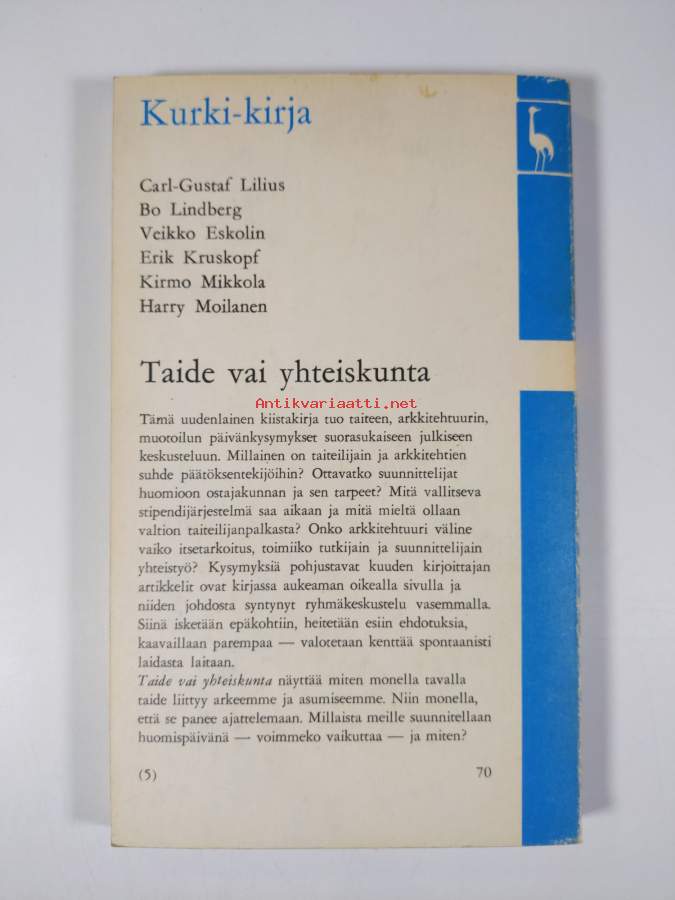 Kurki-kirja
Carl-Gustaf Lilius
Bo Lindberg
Veikko Eskolin
Erik Kruskopf
Kirmo Mikkola
Harry Moilanen
Taide vai yhteiskunta
Antikvariaatti.net
Tämä uudenlainen kiistakirja tuo taiteen, arkkitehtuurin,
muotoilun päivänkysymykset suorasukaiseen julkiseen
keskusteluun. Millainen on taiteilijain ja arkkitehtien
suhde päätöksentekijöihin? Ottavatko suunnittelijat
huomioon ostajakunnan ja sen tarpeet? Mitä vallitseva
stipendijärjestelmä saa aikaan ja mitä mieltä ollaan
valtion taiteilijanpalkasta? Onko arkkitehtuuri väline
vaiko itsetarkoitus, toimiiko tutkijain ja suunnittelijain
yhteistyö? Kysymyksiä pohjustavat kuuden kirjoittajan
artikkelit ovat kirjassa aukeaman oikealla sivulla ja
niiden johdosta syntynyt ryhmäkeskustelu vasemmalla.
Siinä isketään epäkohtiin, heitetään esiin ehdotuksia,
kaavaillaan parempaa — valotetaan kenttää spontaanisti
laidasta laitaan.
Taide vai yhteiskunta näyttää miten monella tavalla
taide liittyy arkeemme ja asumiseemme. Niin monella,
että se panee ajattelemaan. Millaista meille suunnitellaan
huomispäivänä — voimmeko vaikuttaa — ja miten?
(5) 70